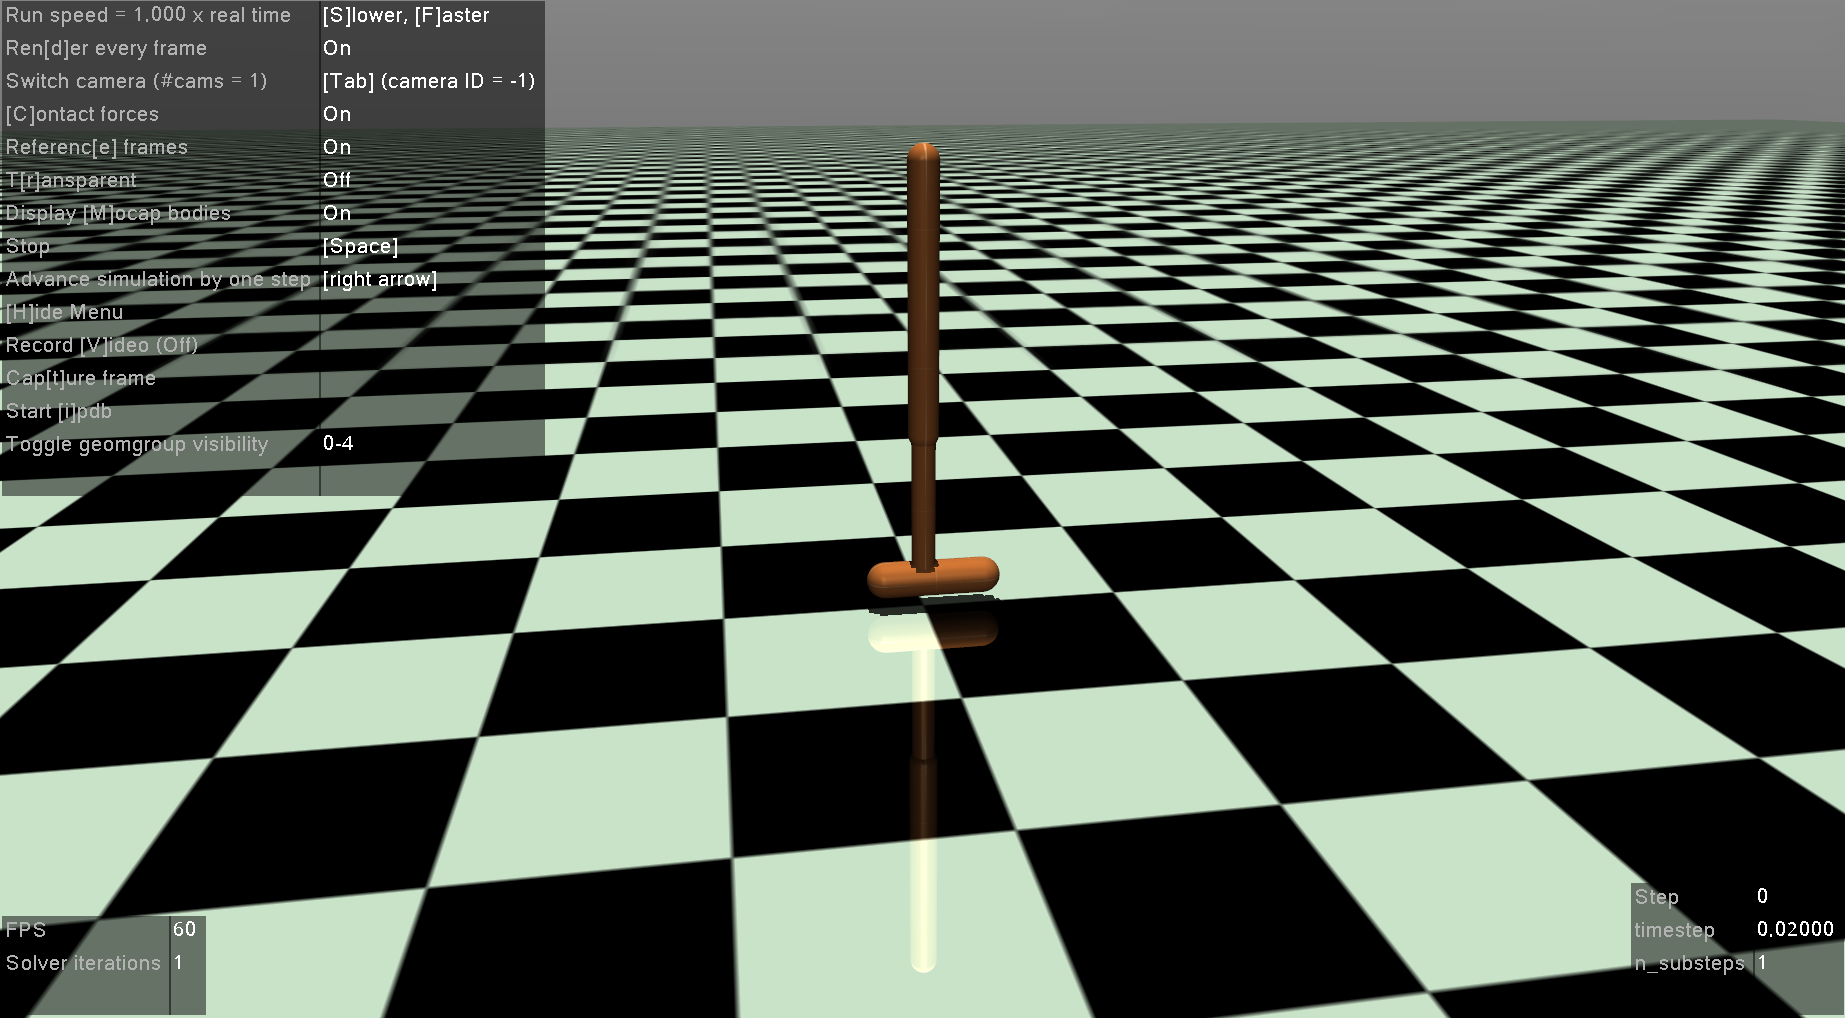 Run speed = 1.000 x real time [S]lower, [F]aster
Ren[d]er every frame On
Switch camera (#cams = 1) [Tab] (camera ID = -1)
[C]ontact forces On
Referenc[e] frames On
T[r]ansparent Off
Display [M]ocap bodies On
Stop [Space]
Advance simulation by one step [right arrow]
[H]ide Menu
Record [V]ideo (Off)
Cap[t]ure frame
Start [i]pdb
Toggle geomgroup visibility 0-4
FPS 60
Solver iterations 1
Step 0
timestep 0.02000
n_substeps 1